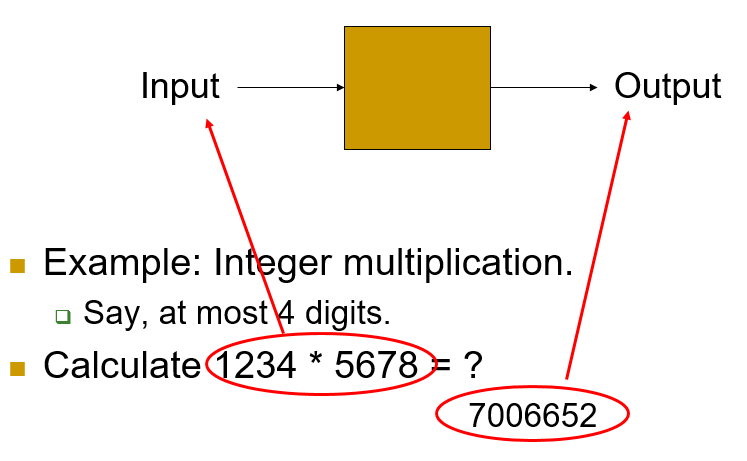 Input
Output
Example: Integer multiplication.
Say, at most 4 digits.
Calculate 1234 * 5678 = ?
7006652